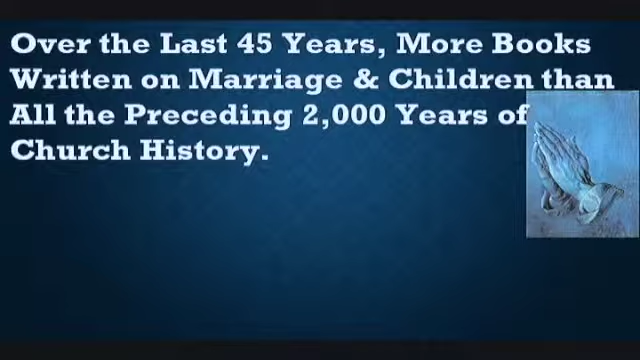 Over the Last 45 Years, More Books
Written on Marriage & Children than
All the Preceding 2,000 Years of
Church History.